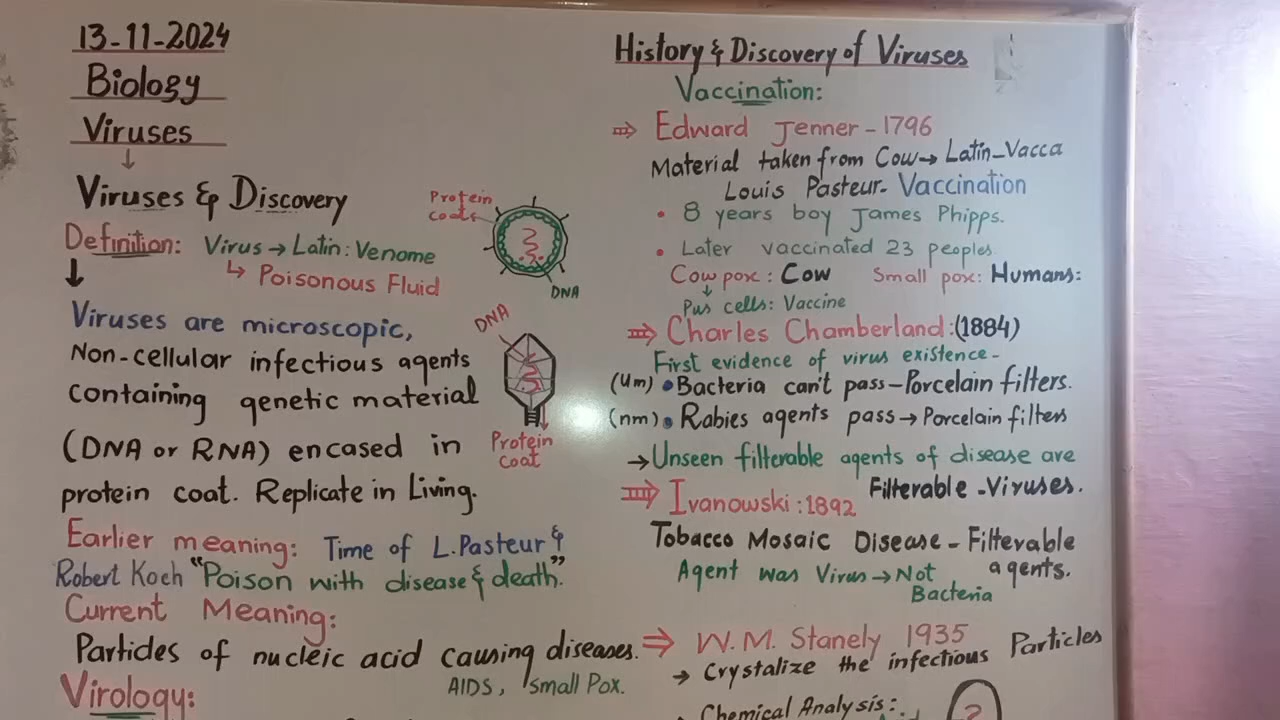 13-11-2024
Biology
Viruses
↓
Viruses & Discovery
Definition: Virus → Latin: Venome
↳ Poisonous Fluid
↓
Protein
coats
DNA
Viruses are microscopic,
Non-cellular infectious agents
containing genetic material
(DNA or RNA) encased in
protein coat. Replicate in Living.
DNA
Protein
Coat
Earlier meaning: Time of L.Pasteur &
Robert Koch "Poison with disease & death."
Current Meaning:
Particles of nucleic acid causing diseases.
AIDS, Small Pox.
Virology:
History & Discovery of Viruses
Vaccination:
⇒ Edward Jenner - 1796
Material taken from Cow → Latin-Vacca
Louis Pasteur- Vaccination
• 8 years boy James Phipps.
• Later vaccinated 23 peoples.
Cow pox: Cow Small pox: Humans:
↓
Pus cells: Vaccine
⇒ Charles Chamberland: (1884)
First evidence of virus existence -
(um) • Bacteria can't pass - Porcelain filters.
(nm) • Rabies agents pass → Porcelain filters
→ Unseen filterable agents of disease are
Filterable - Viruses.
⇒ Ivanowski: 1892
Tobacco Mosaic Disease - Filterable
agents.
Agent was Virus → Not
Bacteria
⇒ W.M. Stanely 1935
→ Crystalize the infectious Particles
→ Chemical Analysis: